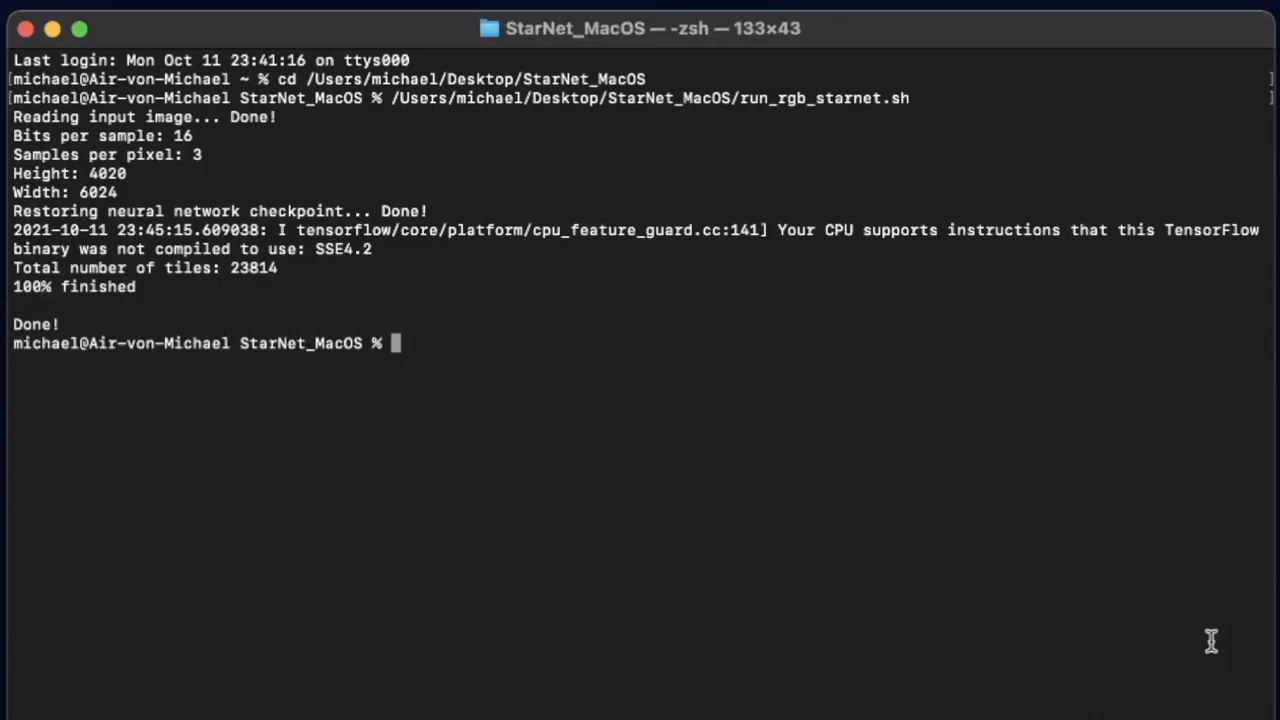 StarNet_MacOS — -zsh — 133×43
Last login: Mon Oct 11 23:41:16 on ttys000
[michael@Air-von-Michael ~ % cd /Users/michael/Desktop/StarNet_MacOS ]
[michael@Air-von-Michael StarNet_MacOS % /Users/michael/Desktop/StarNet_MacOS/run_rgb_starnet.sh ]
Reading input image... Done!
Bits per sample: 16
Samples per pixel: 3
Height: 4020
Width: 6024
Restoring neural network checkpoint... Done!
2021-10-11 23:45:15.609038: I tensorflow/core/platform/cpu_feature_guard.cc:141] Your CPU supports instructions that this TensorFlow
binary was not compiled to use: SSE4.2
Total number of tiles: 23814
100% finished
Done!
michael@Air-von-Michael StarNet_MacOS %